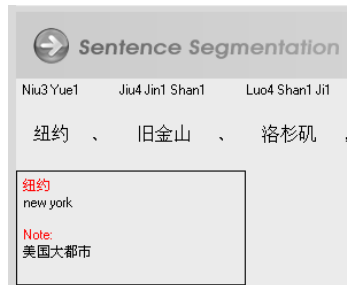 Sentence Segmentation
Niu3 Yue1 Jiu4 Jin1 Shan1 Luo4 Shan1 Ji1
纽约 、 旧金山 、 洛杉矶 、
纽约
new york
Note:
美国大都市